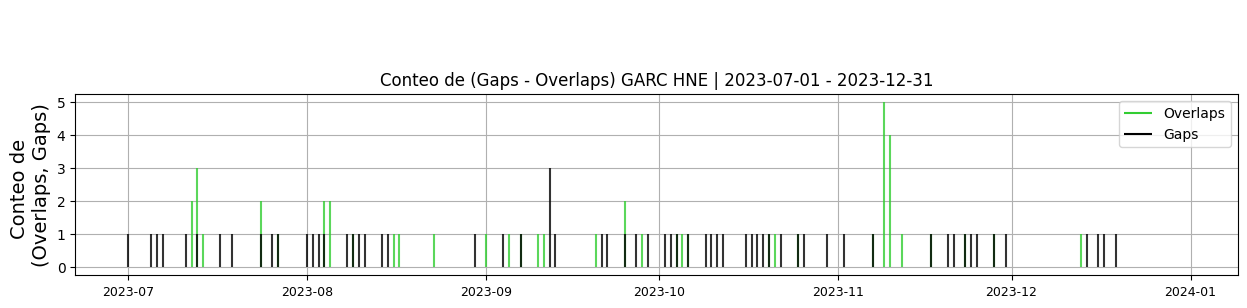 Conteo de (Gaps - Overlaps) GARC HNE | 2023-07-01 - 2023-12-31
Conteo de
(Overlaps, Gaps)
5
4
3
2
1
0
Overlaps
Gaps
2023-07
2023-08
2023-09
2023-10
2023-11
2023-12
2024-01